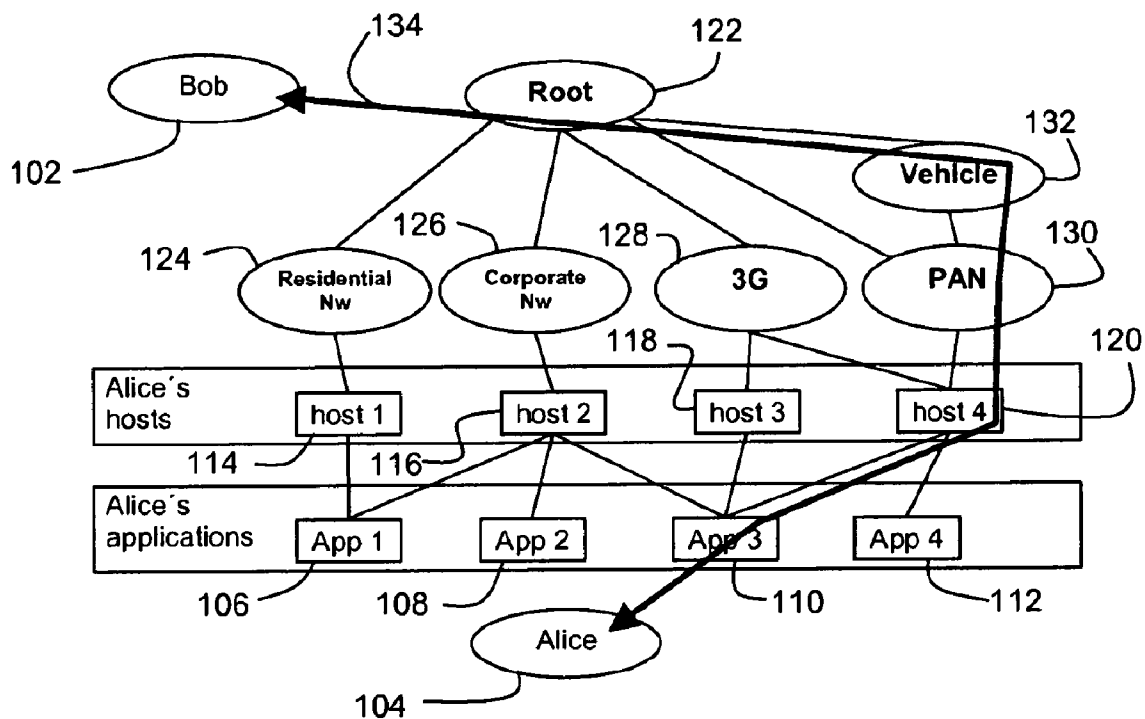 134
122
Bob
Root
132
102
Vehicle
126
128
130
124
Residential
Nw
Corporate
Nw
3G
PAN
118
120
Alice´s
hosts
host 1
host 2
host 3
host 4
114
116
Alice´s
applications
App 1
App 2
App 3
App 4
106
108
110
112
Alice
104